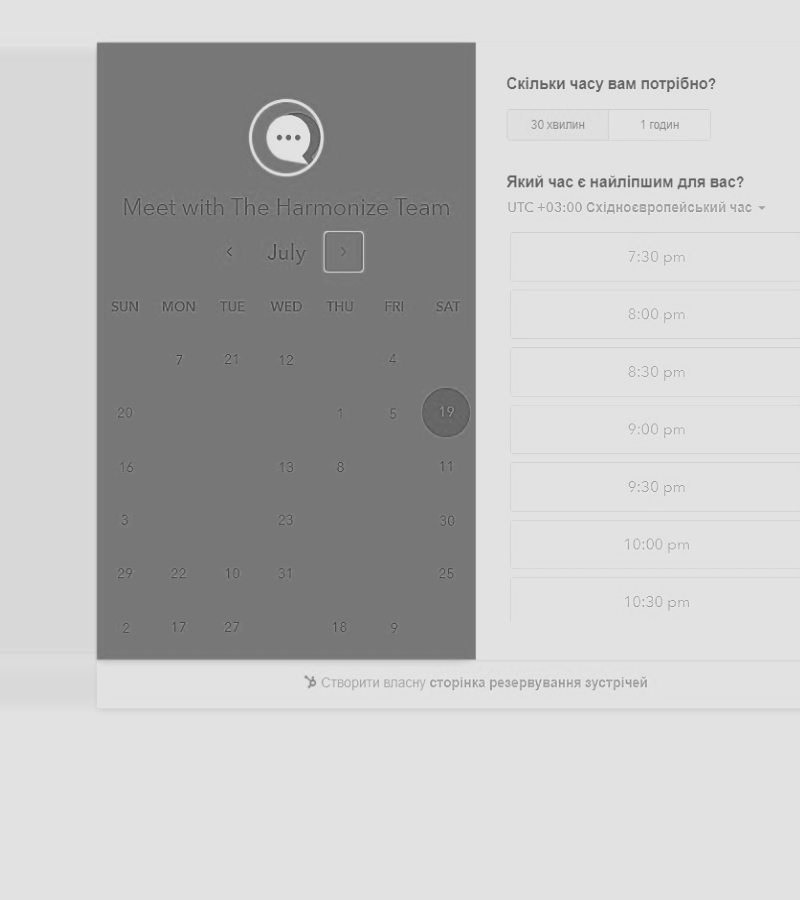 Meet with The Harmonize Team
July
SUN MON TUE WED THU FRI SAT
7 21 12 4
20 1 5 19
16 13 8 11
3 23 30
29 22 10 31 25
2 17 27 18 9
Скільки часу вам потрібно?
30 хвилин 1 годин
Який час є найліпшим для вас?
UTC +03:00 Східноєвропейський час
7:30 pm
8:00 pm
8:30 pm
9:00 pm
9:30 pm
10:00 pm
10:30 pm
Створити власну сторінка резервування зустрічей